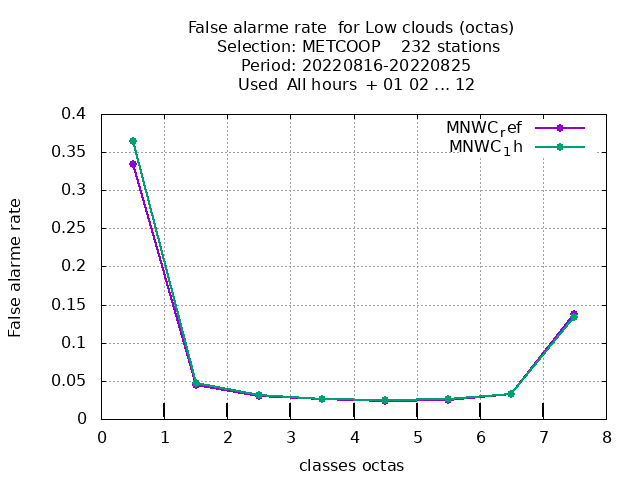 False alarme rate  for Low clouds (octas)
Selection: METCOOP    232 stations
Period: 20220816-20220825
Used  All hours  + 01 02 ... 12
0.4
MNWC_ref
MNWC_1h
0.35
0.3
0.25
0.2
0.15
0.1
0.05
0
False alarme rate
0 1 2 3 4 5 6 7 8
classes octas